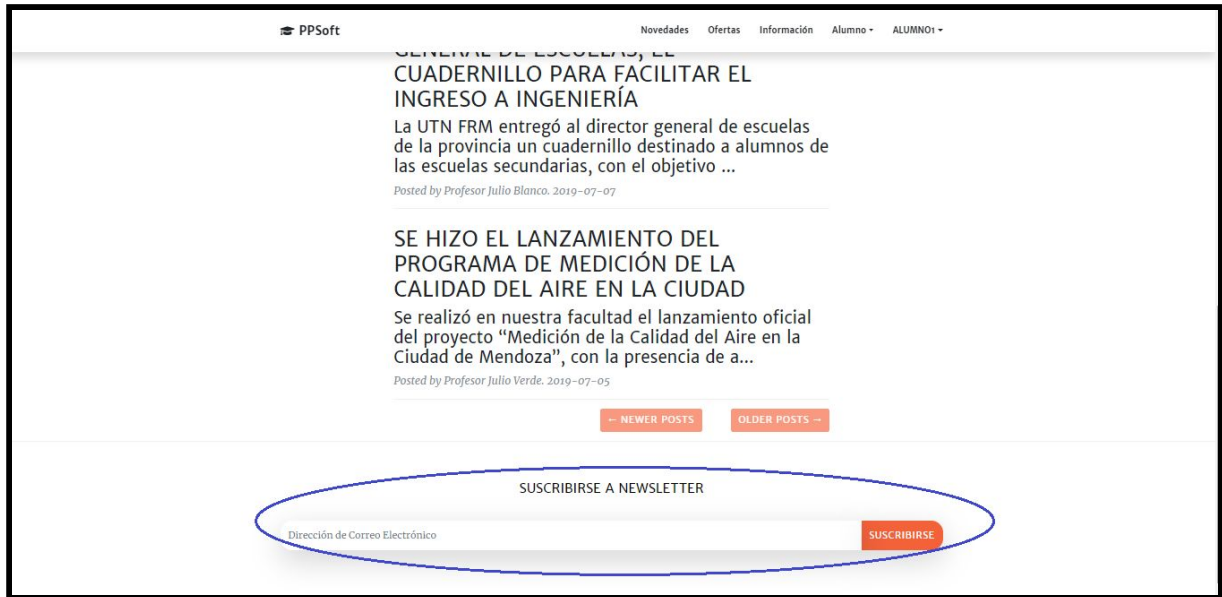 PPSoft
Novedades Ofertas Información Alumno ALUMNO1
GENERAL DE ESCUELAS, EL
CUADERNILLO PARA FACILITAR EL
INGRESO A INGENIERÍA
La UTN FRM entregó al director general de escuelas
de la provincia un cuadernillo destinado a alumnos de
las escuelas secundarias, con el objetivo ...
Posted by Profesor Julio Blanco. 2019-07-07
SE HIZO EL LANZAMIENTO DEL
PROGRAMA DE MEDICIÓN DE LA
CALIDAD DEL AIRE EN LA CIUDAD
Se realizó en nuestra facultad el lanzamiento oficial
del proyecto “Medición de la Calidad del Aire en la
Ciudad de Mendoza”, con la presencia de a...
Posted by Profesor Julio Verde. 2019-07-05
← NEWER POSTS OLDER POSTS →
SUSCRIBIRSE A NEWSLETTER
Dirección de Correo Electrónico SUSCRIBIRSE